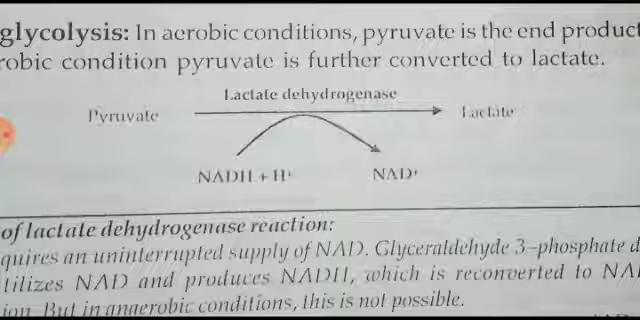 glycolysis: In aerobic conditions, pyruvate is the end product
robic condition pyruvate is further converted to lactate.
Lactate dehydrogenase
Pyruvate
Lactate
NADH + H⁺
NAD⁺
of lactate dehydrogenase reaction:
quires an uninterrupted supply of NAD. Glyceraldehyde 3-phosphate d
tilizes NAD and produces NADH, which is reconverted to NA
ion. But in anaerobic conditions, this is not possible.